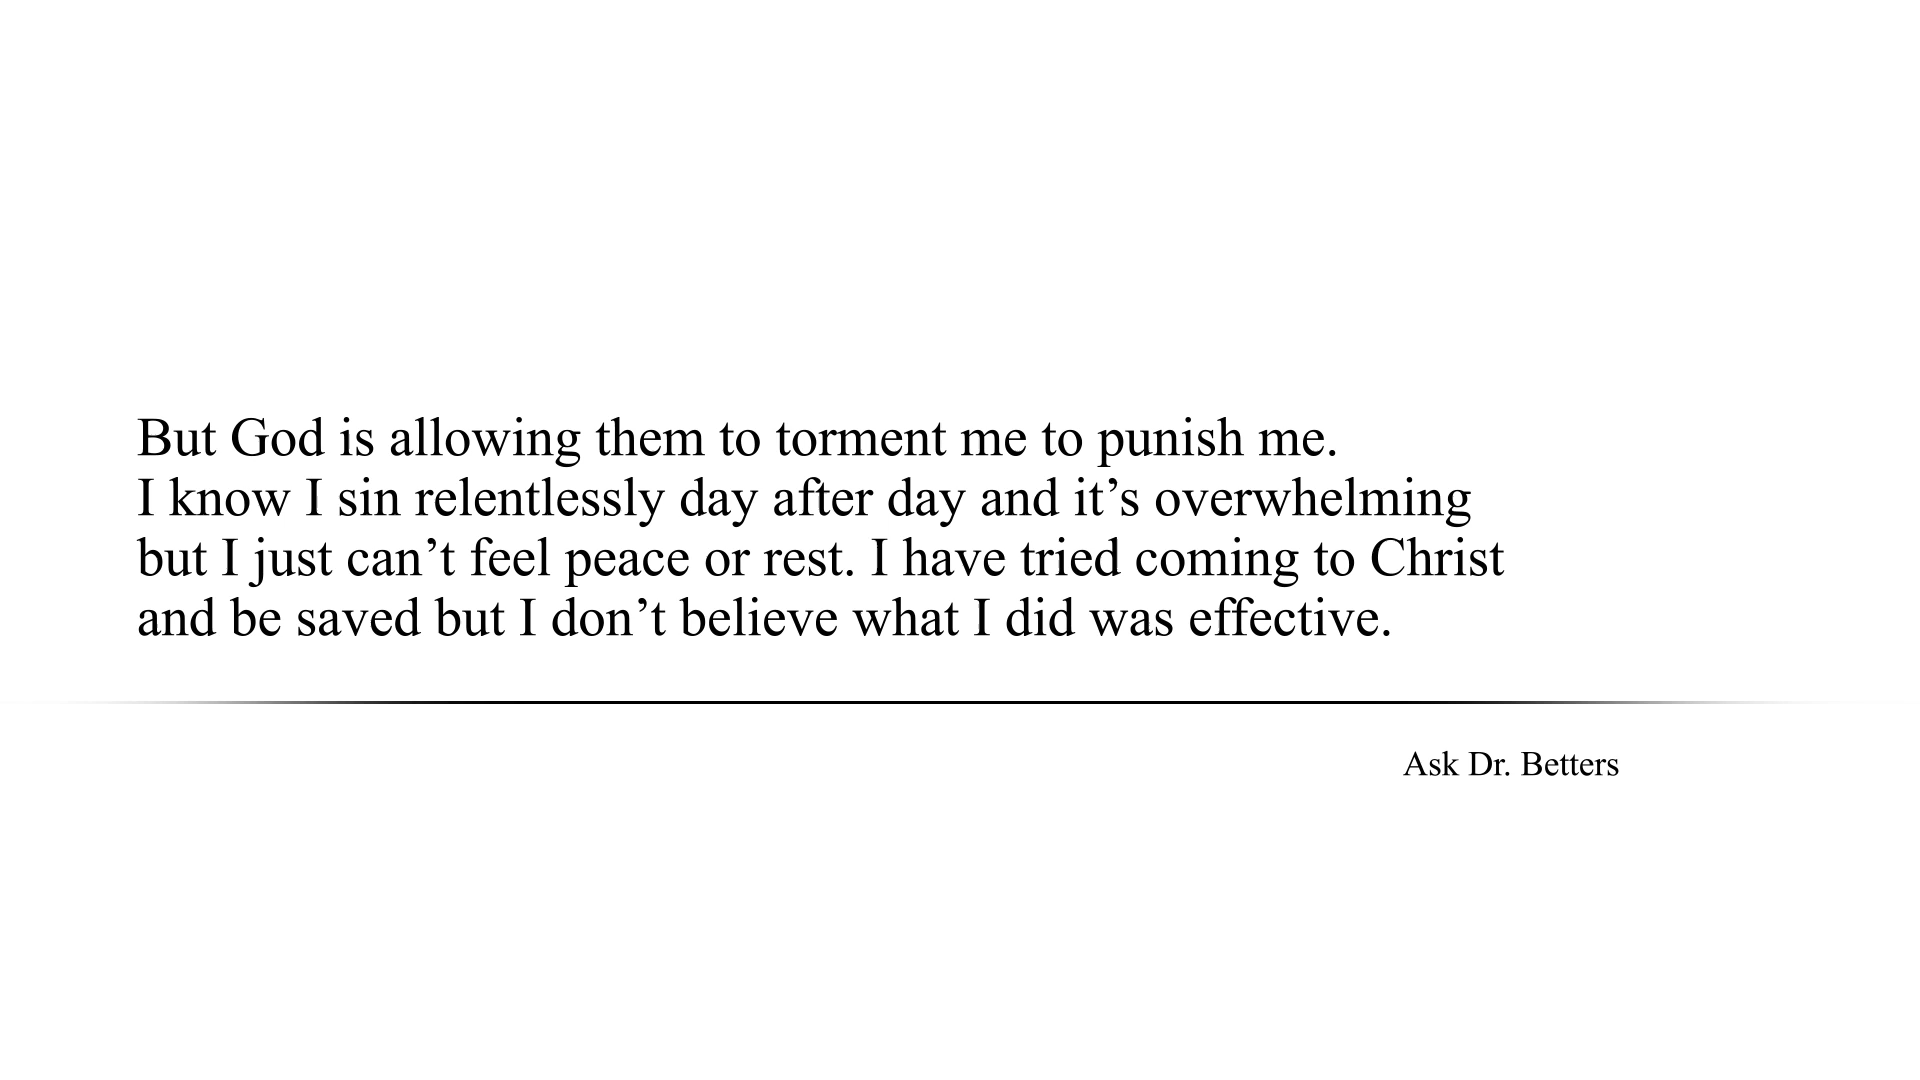 But God is allowing them to torment me to punish me.
I know I sin relentlessly day after day and it’s overwhelming
but I just can’t feel peace or rest. I have tried coming to Christ
and be saved but I don’t believe what I did was effective.
Ask Dr. Betters